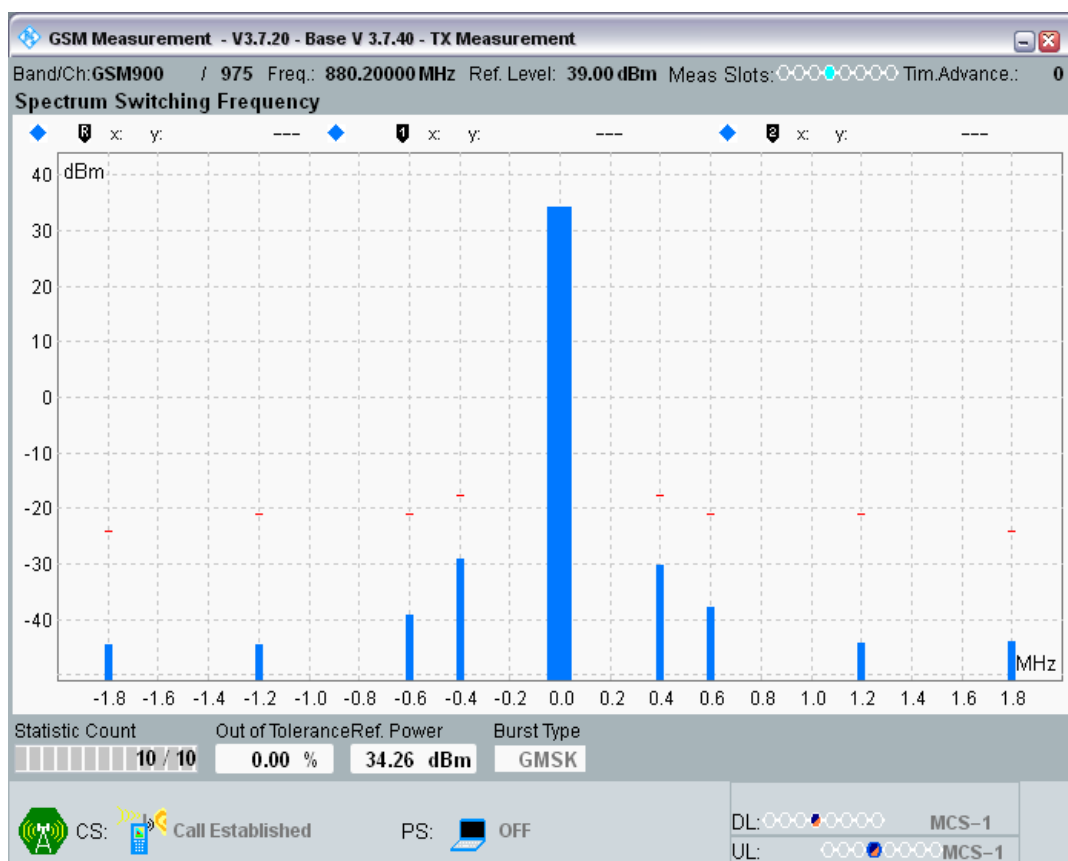 GSM Measurement - V3.7.20 - Base V 3.7.40 - TX Measurement
Band/Ch:GSM900 / 975 Freq.: 880.20000 MHz Ref. Level: 39.00 dBm Meas Slots: Tim.Advance.: 0
Spectrum Switching Frequency
R x: y: --- 1 x: y: --- 2 x: y: ---
dBm
40
30
20
10
0
-10
-20
-30
-40
MHz
-1.8 -1.6 -1.4 -1.2 -1.0 -0.8 -0.6 -0.4 -0.2 0.0 0.2 0.4 0.6 0.8 1.0 1.2 1.4 1.6 1.8
Statistic Count Out of Tolerance Ref. Power Burst Type
10 / 10 0.00 % 34.26 dBm GMSK
CS: Call Established PS: OFF
DL: MCS-1
UL: MCS-1